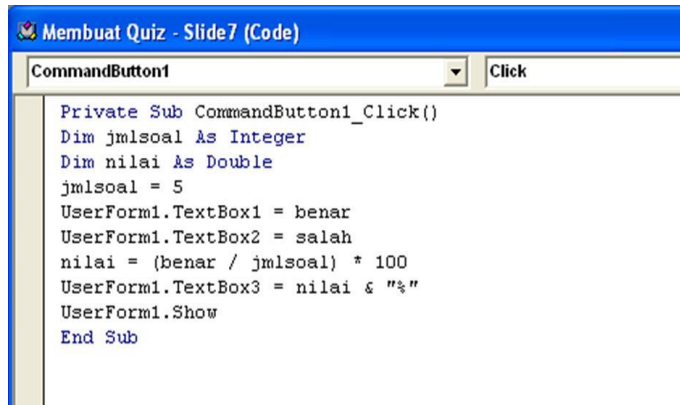 Membuat Quiz - Slide7 (Code)
CommandButton1 Click
Private Sub CommandButton1_Click()
Dim jmlsoal As Integer
Dim nilai As Double
jmlsoal = 5
UserForm1.TextBox1 = benar
UserForm1.TextBox2 = salah
nilai = (benar / jmlsoal) * 100
UserForm1.TextBox3 = nilai & "%"
UserForm1.Show
End Sub